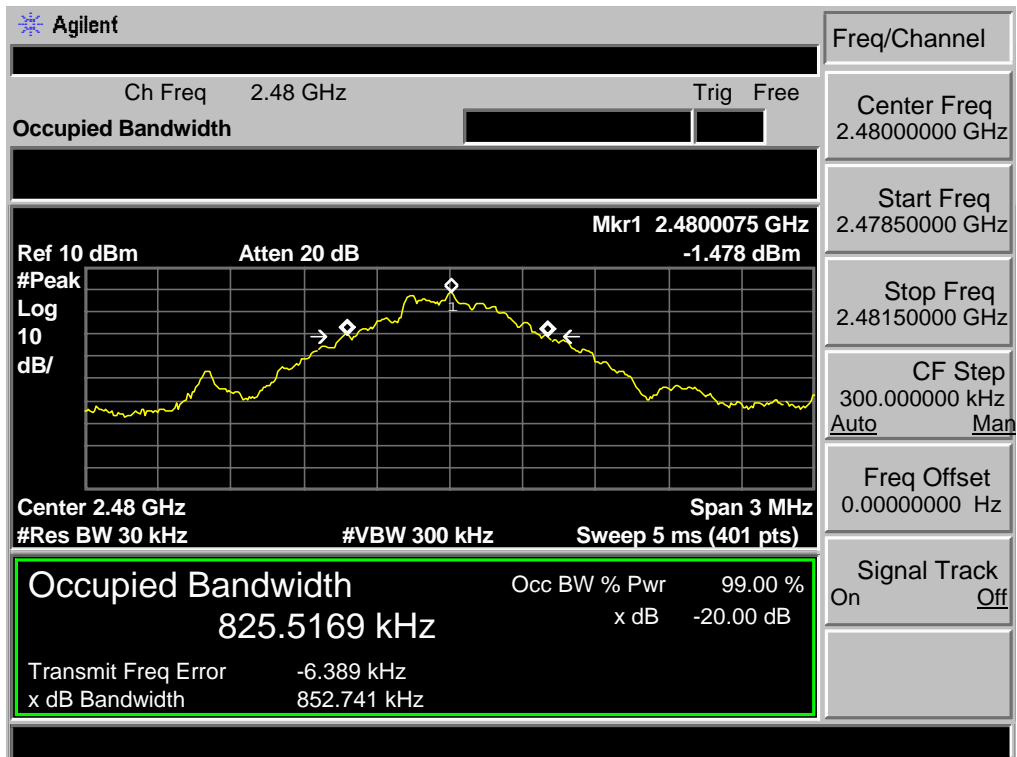 Agilent
Freq/Channel
Ch Freq 2.48 GHz Trig Free
Occupied Bandwidth
Center Freq
2.48000000 GHz
Start Freq
2.47850000 GHz
Stop Freq
2.48150000 GHz
CF Step
300.000000 kHz
Auto Man
Freq Offset
0.00000000 Hz
Signal Track
On Off
Mkr1 2.4800075 GHz
Ref 10 dBm Atten 20 dB -1.478 dBm
#Peak
Log
10
dB/
1
Center 2.48 GHz Span 3 MHz
#Res BW 30 kHz #VBW 300 kHz Sweep 5 ms (401 pts)
Occupied Bandwidth Occ BW % Pwr 99.00 %
825.5169 kHz x dB -20.00 dB
Transmit Freq Error -6.389 kHz
x dB Bandwidth 852.741 kHz